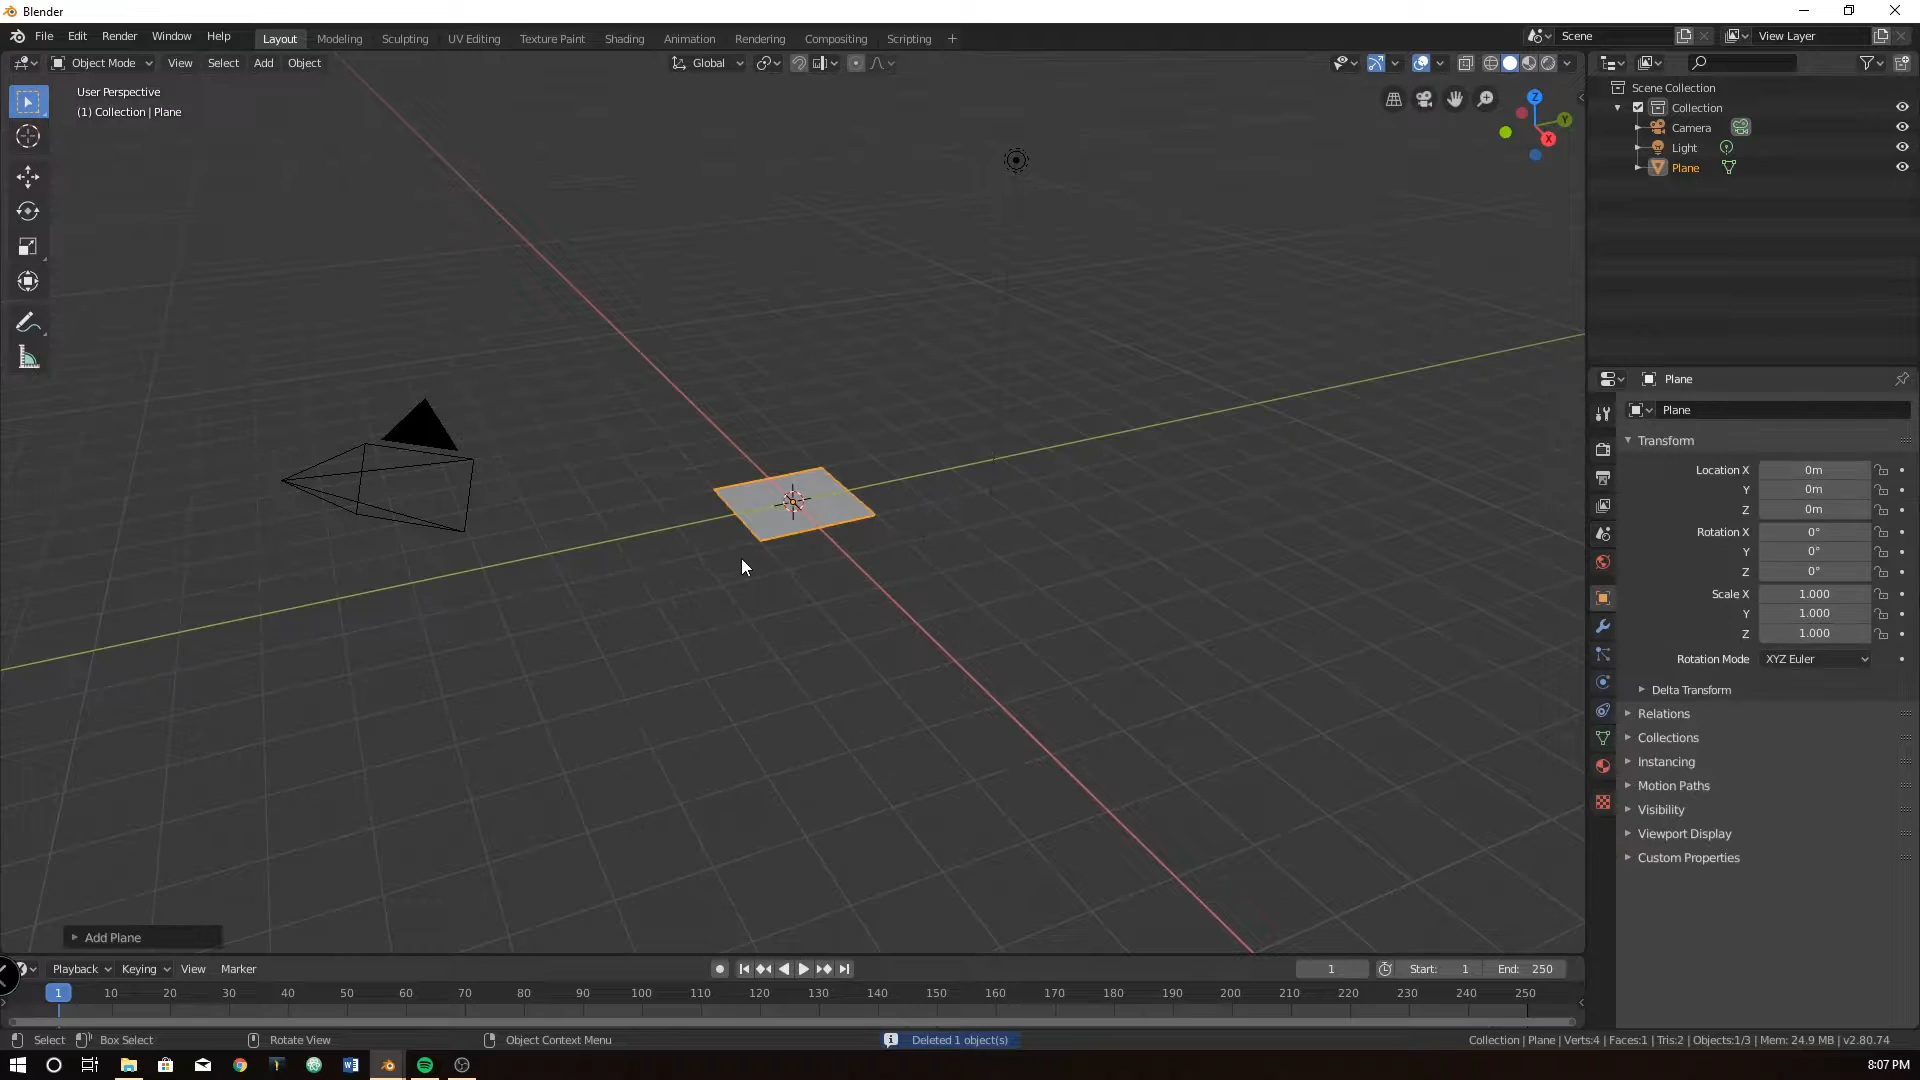 Blender
File Edit Render Window Help
Layout Modeling Sculpting UV Editing Texture Paint Shading Animation Rendering Compositing Scripting +
Scene
View Layer
Object Mode View Select Add Object
Global
User Perspective
(1) Collection | Plane
Z
Y
X
Scene Collection
Collection
Camera
Light
Plane
Plane
Plane
Transform
Location X 0m
Y 0m
Z 0m
Rotation X 0°
Y 0°
Z 0°
Scale X 1.000
Y 1.000
Z 1.000
Rotation Mode XYZ Euler
Delta Transform
Relations
Collections
Instancing
Motion Paths
Visibility
Viewport Display
Custom Properties
Add Plane
Playback Keying View Marker
1 Start: 1 End: 250
1 10 20 30 40 50 60 70 80 90 100 110 120 130 140 150 160 170 180 190 200 210 220 230 240 250
Select Box Select Rotate View Object Context Menu Deleted 1 object(s) Collection | Plane | Verts:4 | Faces:1 | Tris:2 | Objects:1/3 | Mem: 24.9 MB | v2.80.74
8:07 PM